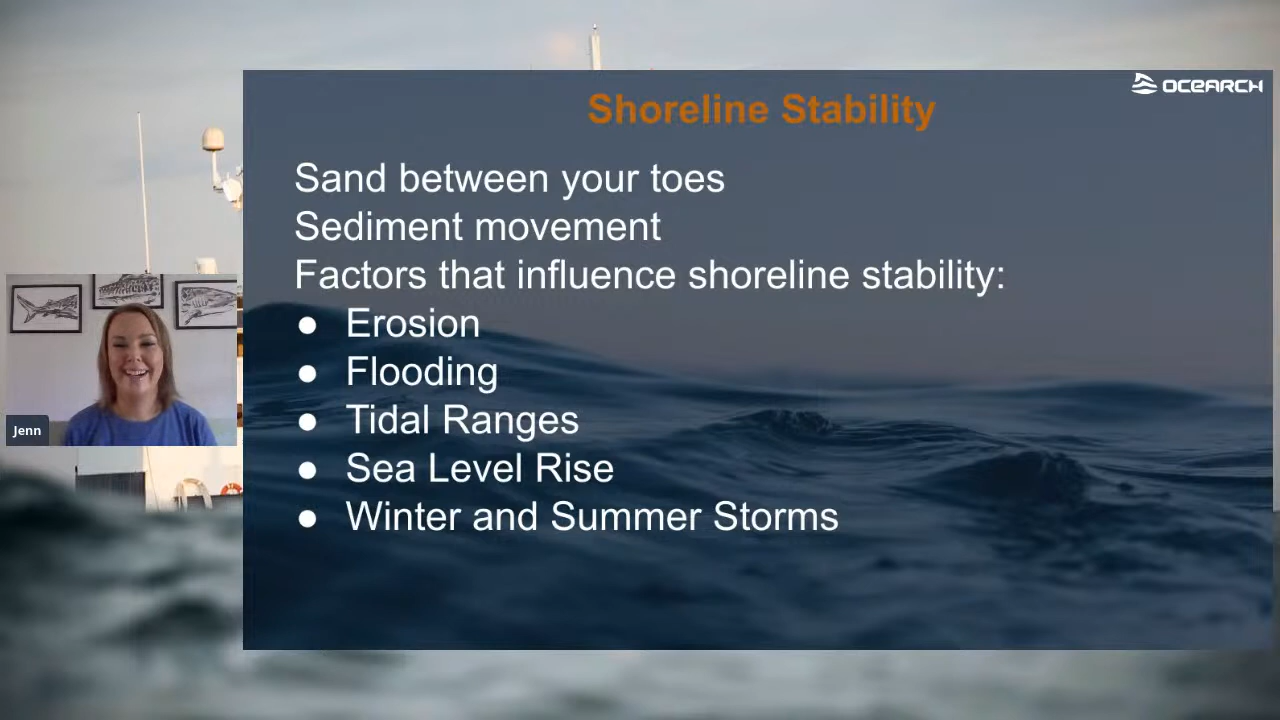 OCEARCH
Shoreline Stability
Sand between your toes
Sediment movement
Factors that influence shoreline stability:
● Erosion
● Flooding
● Tidal Ranges
● Sea Level Rise
● Winter and Summer Storms
Jenn